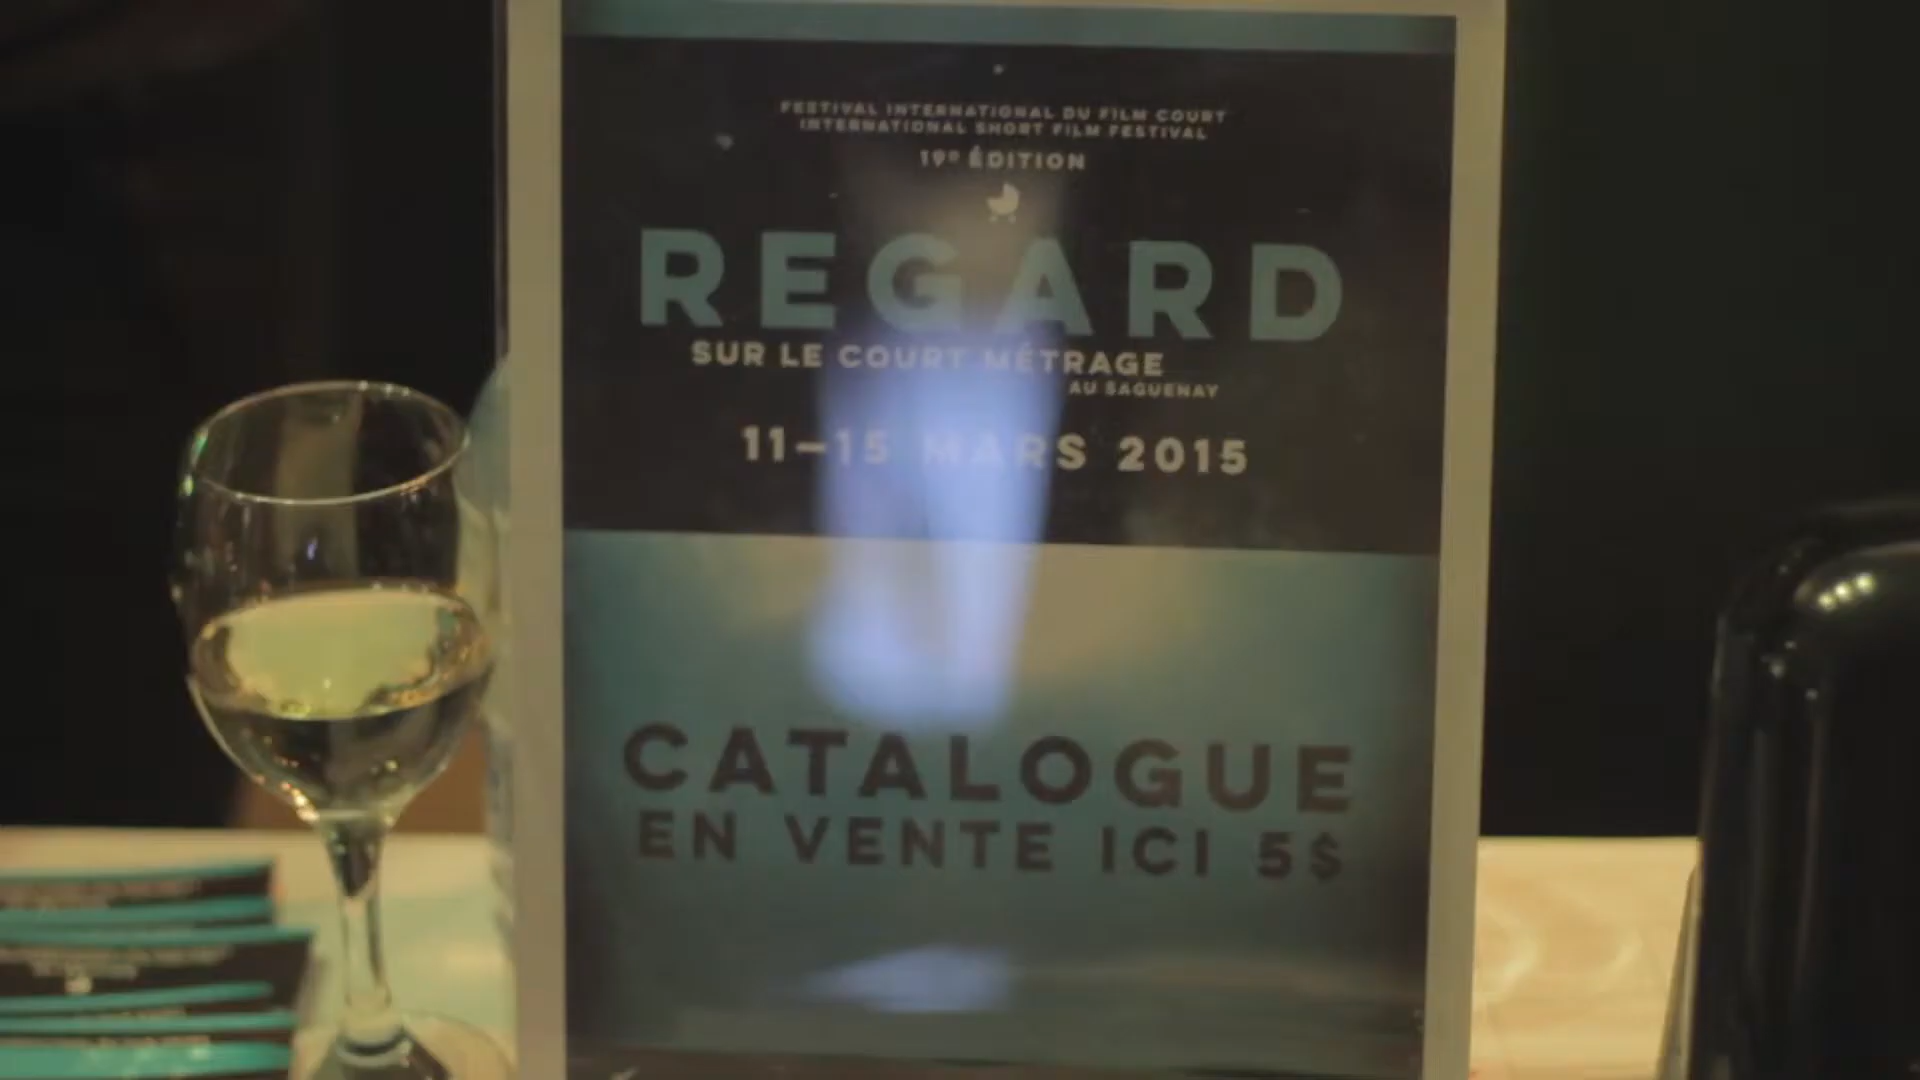 FESTIVAL INTERNATIONAL DU FILM COURT
INTERNATIONAL SHORT FILM FESTIVAL
19e ÉDITION
REGARD
SUR LE COURT MÉTRAGE
AU SAGUENAY
11–15 MARS 2015
CATALOGUE
EN VENTE ICI 5$